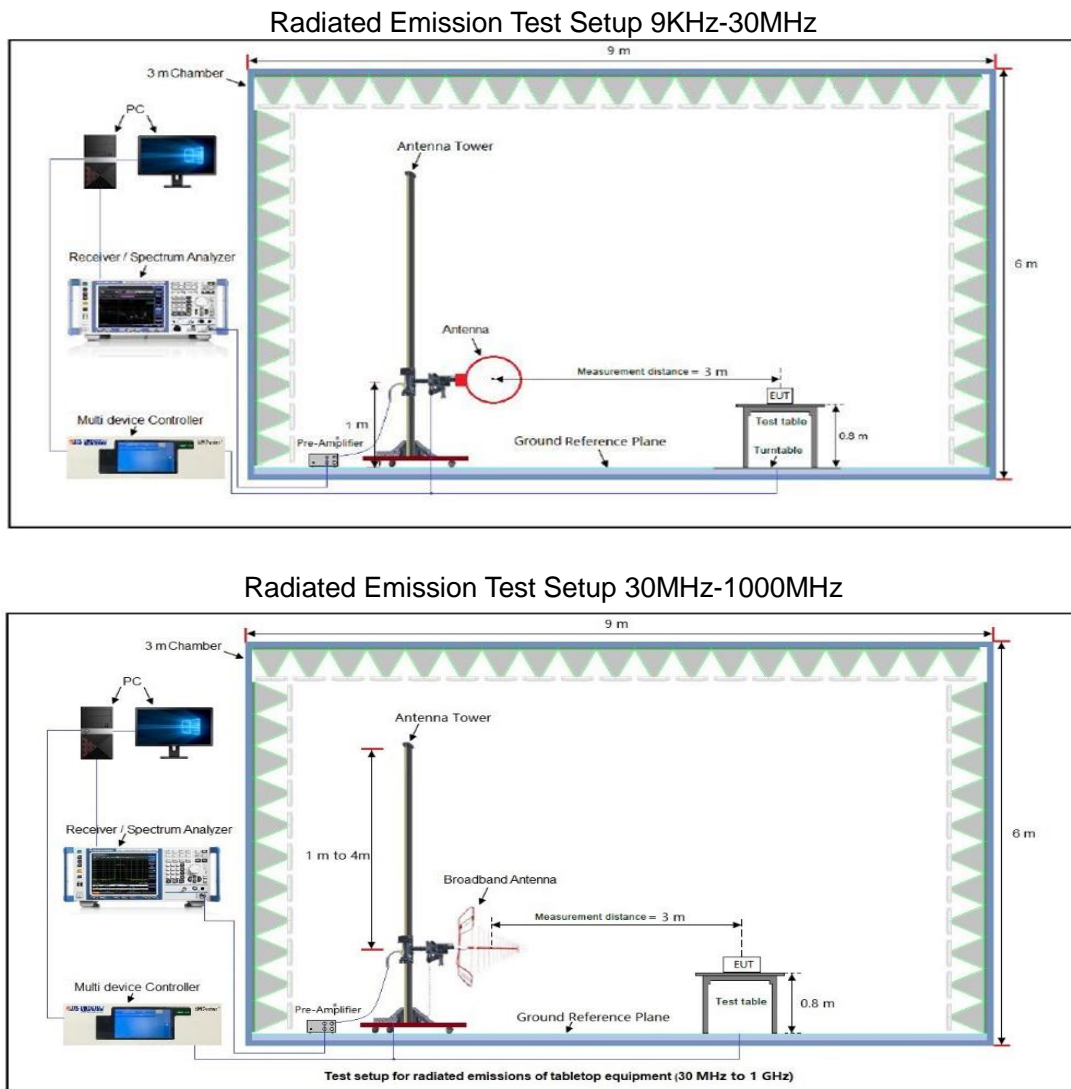 Radiated Emission Test Setup 9KHz-30MHz
9 m
3 m Chamber
PC
Antenna Tower
Receiver / Spectrum Analyzer
6 m
Antenna
Measurement distance = 3 m
EUT
Multi device Controller
1 m
Test table
0.8 m
Pre-Amplifier
Ground Reference Plane
Turntable
Radiated Emission Test Setup 30MHz-1000MHz
9 m
3 m Chamber
PC
Antenna Tower
Receiver / Spectrum Analyzer
6 m
1 m to 4m
Broadband Antenna
Measurement distance = 3 m
EUT
Multi device Controller
Test table
0.8 m
Pre-Amplifier
Ground Reference Plane
Test setup for radiated emissions of tabletop equipment (30 MHz to 1 GHz)